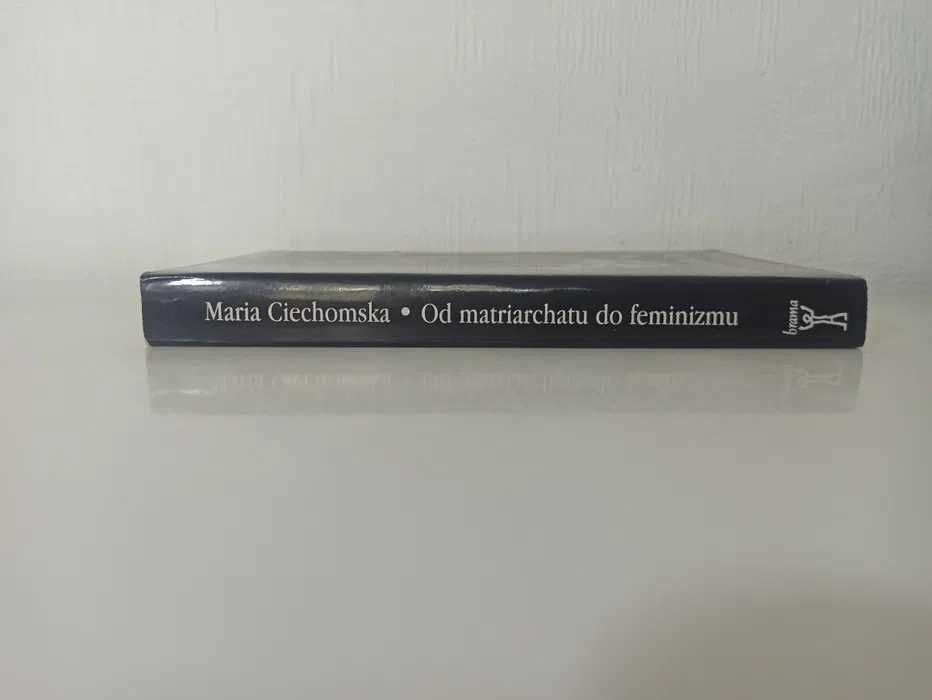 Maria Ciechomska • Od matriarchatu do feminizmu
brama